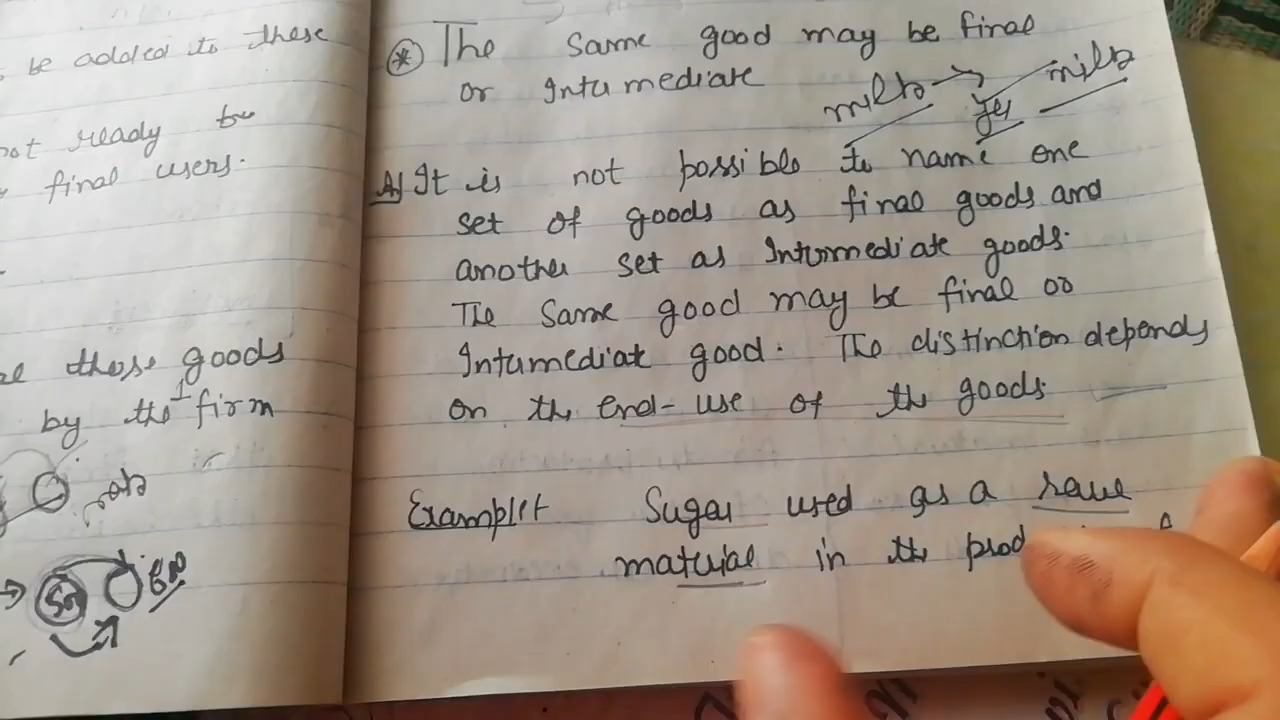 be added to these
not ready
final users.
these goods
by the 1 firm
* The same good may be final
or Intermediate
milk → milk
A) It is not possible to name one
set of goods as final goods and
another set as Intermediate goods.
The same good may be final or
Intermediate good. The distinction depends
on the end-use of the goods.
Example:- Sugar used as a raw
material in the prod